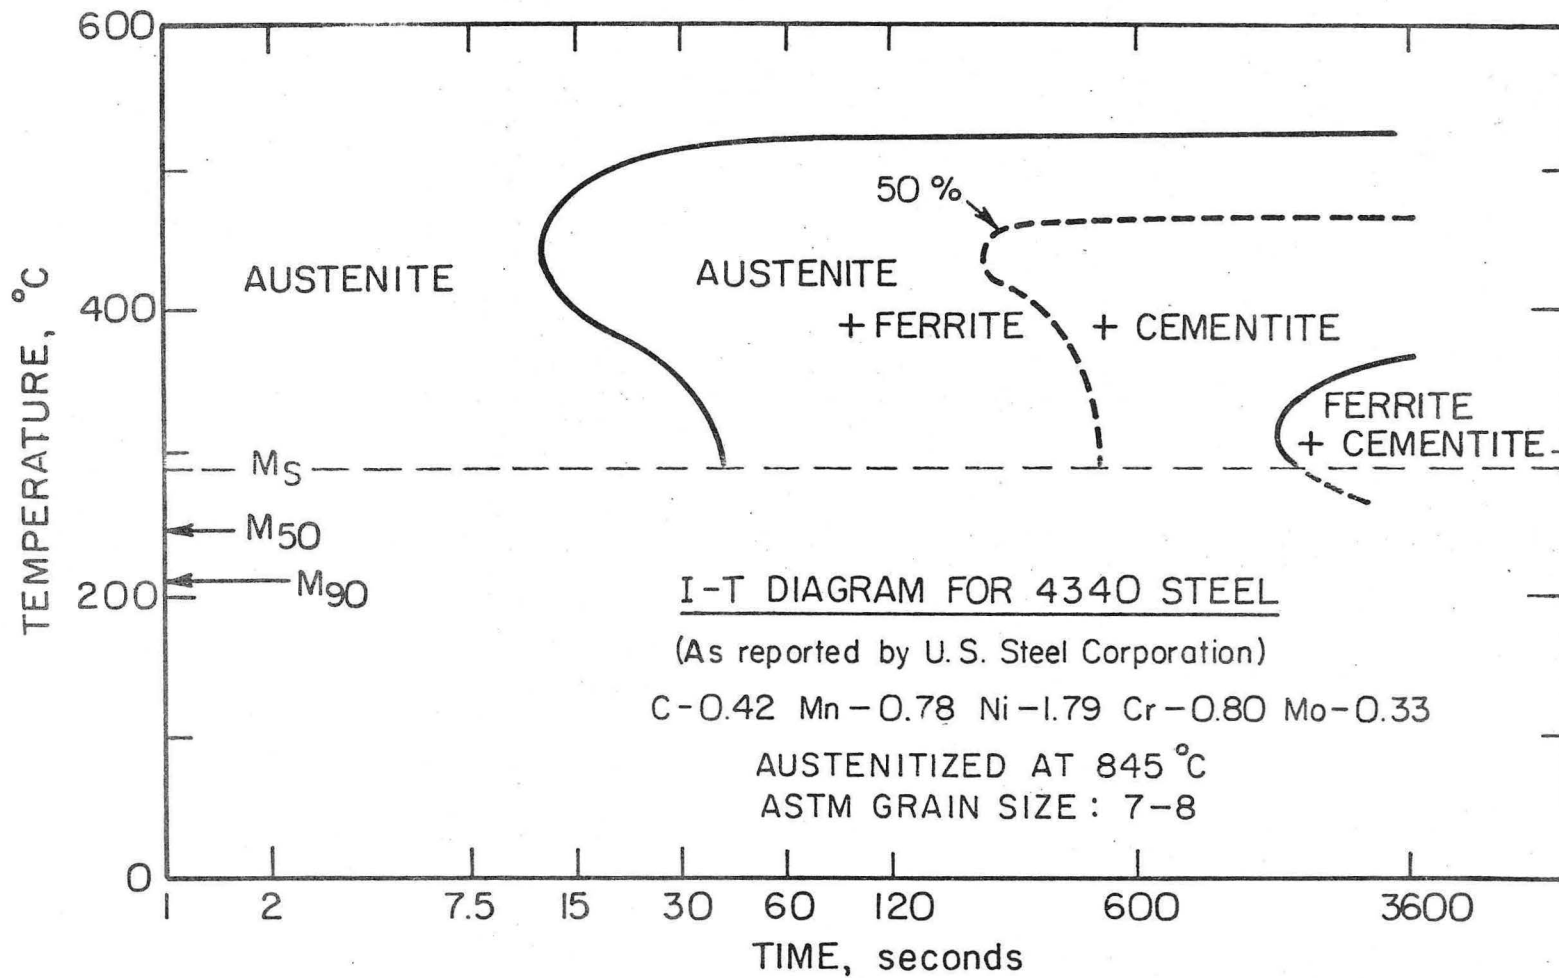 600
50 %
AUSTENITE
AUSTENITE
+ FERRITE
+ CEMENTITE
400
TEMPERATURE, °C
FERRITE
+ CEMENTITE
MS
M50
M90
200
I-T DIAGRAM FOR 4340 STEEL
(As reported by U. S. Steel Corporation)
C-0.42 Mn-0.78 Ni-1.79 Cr-0.80 Mo-0.33
AUSTENITIZED AT 845 °C
ASTM GRAIN SIZE : 7-8
0
1 2 7.5 15 30 60 120 600 3600
TIME, seconds